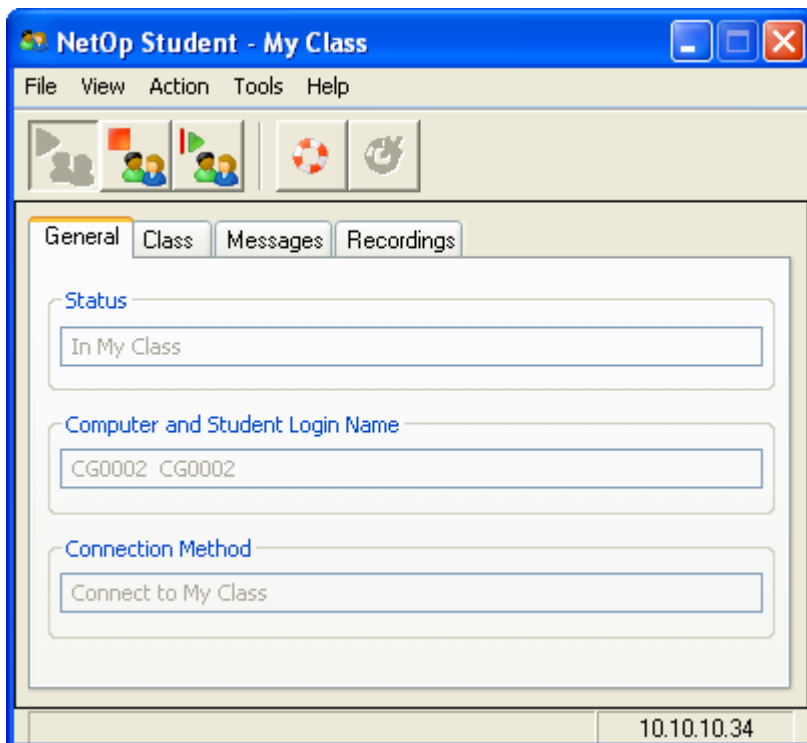 NetOp Student - My Class
File View Action Tools Help
General Class Messages Recordings
Status
In My Class
Computer and Student Login Name
CG0002 CG0002
Connection Method
Connect to My Class
10.10.10.34